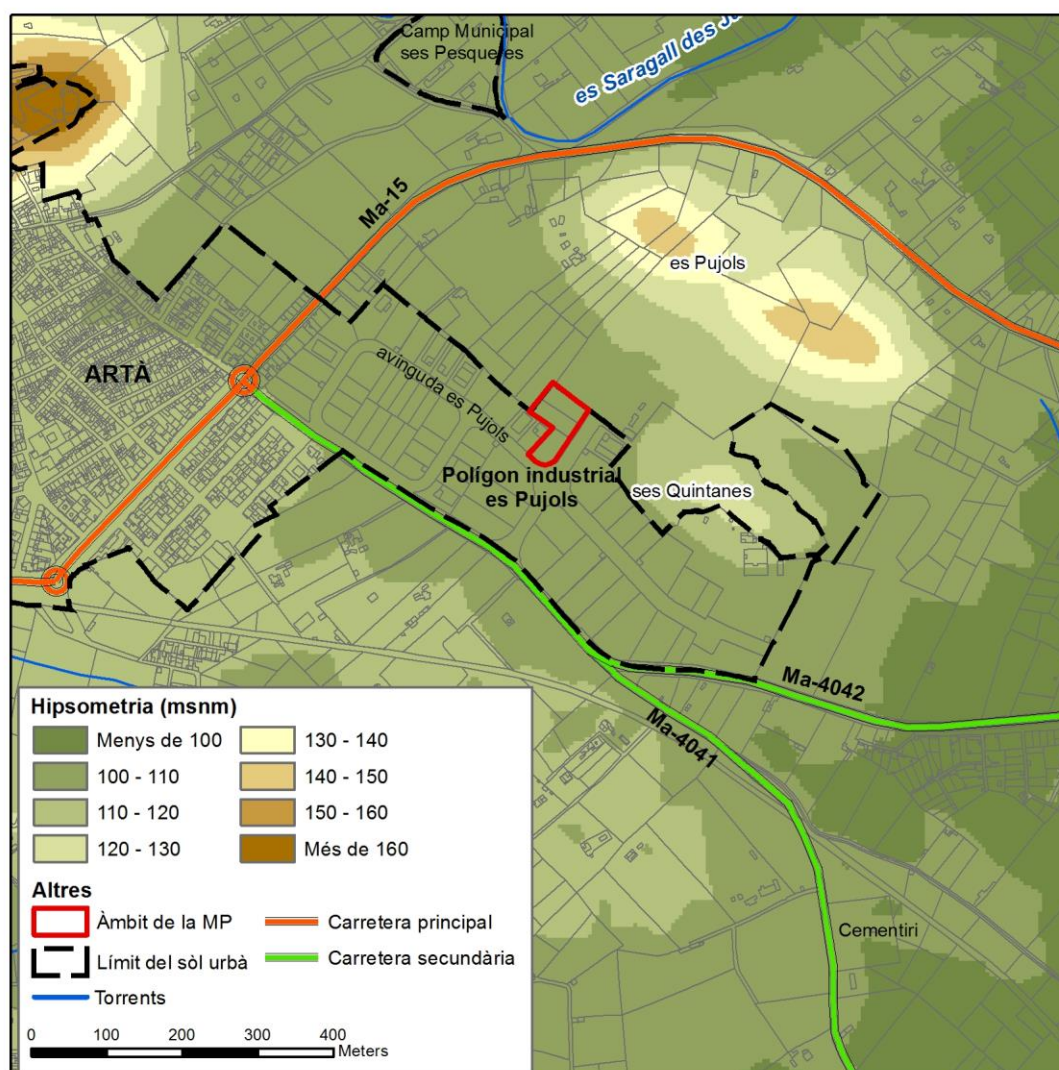 Camp Municipal
ses Pesqueres
es Saragall des
Ma-15
es Pujols
ARTÀ
avinguda es Pujols
Polígon industrial
es Pujols
ses Quintanes
Ma-4042
Ma-4041
Cementiri
Hipsometria (msnm)
Menys de 100
130 - 140
100 - 110
140 - 150
110 - 120
150 - 160
120 - 130
Més de 160
Altres
Àmbit de la MP
Carretera principal
Límit del sòl urbà
Carretera secundària
Torrents
0 100 200 300 400
Meters